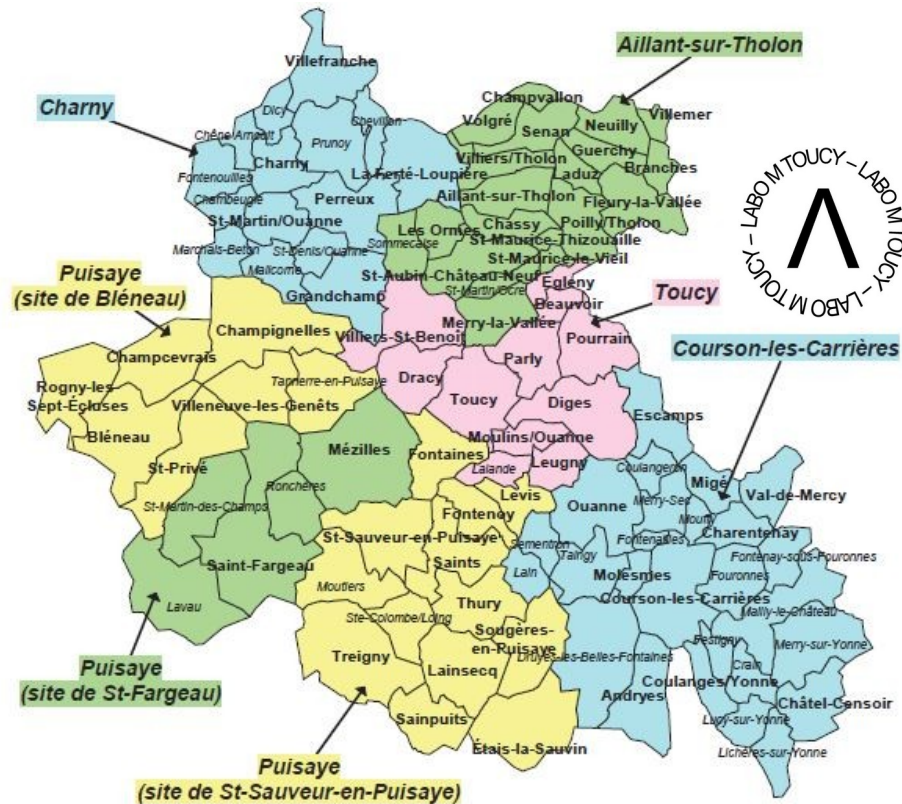 Villefranche
Aillant-sur-Tholon
Champvallon
Charny
Dicy
Chevillon
Volgré
Neuilly
Villemer
Senan
Chêne/Arnoult
Prunoy
Guerchy
Charny
Villiers/Tholon
Branches
Fontenouilles
La Ferté-Loupière
Laduz
Chambeugle
Perreux
Aillant-sur-Tholon
Fleury-la-Vallée
St-Martin/Ouanne
Les Ormes
Chassy
Poilly/Tholon
Marchais-Beton
St-Denis/Ouanne
Sommecaise
St-Maurice-Thizouaille
Malicorne
St-Maurice-le-Vieil
Puisaye
(site de Bléneau)
St-Aubin-Château-Neuf
Egleny
Grandchamp
St-Martin/Ocre
Beauvoir
Toucy
Champignelles
Merry-la-Vallée
Villiers-St-Benoît
Pourrain
Champcevrais
Parly
Courson-les-Carrières
Rogny-les
Sept-Écluses
Tannerre-en-Puisaye
Dracy
Villeneuve-les-Genêts
Toucy
Diges
Escamps
Bléneau
Moulins/Ouanne
Mézilles
Fontaines
St-Privé
Lalande
Leugny
Coulangeron
Ronchères
Migé
Levis
Val-de-Mercy
St-Martin-des-Champs
Fontenoy
Ouanne
Merry-Sec
Mouffy
Charentenay
St-Sauveur-en-Puisaye
Sementron
Fontenailles
Saints
Taingy
Fontenay-sous-Fouronnes
Saint-Fargeau
Lain
Molesmes
Fouronnes
Moutiers
Lavau
Thury
Courson-les-Carrières
Mailly-le-Château
Ste-Colombe/Loing
Sougères-
en-Puisaye
Festigny
Merry-sur-Yonne
Treigny
Druyes-les-Belles-Fontaines
Puisaye
(site de St-Fargeau)
Lainsecq
Crain
Coulanges/Yonne
Andryes
Châtel-Censoir
Sainpuits
Lucy-sur-Yonne
Étais-la-Sauvin
Lichères-sur-Yonne
Puisaye
(site de St-Sauveur-en-Puisaye)
LABO M TOUCY – LABO M TOUCY – LABO M TOUCY –